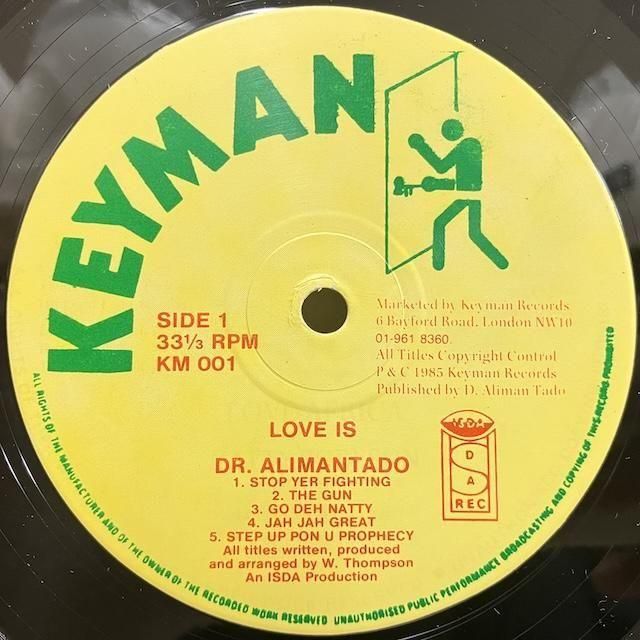 KEYMAN
SIDE 1
33⅓ RPM
KM 001
Marketed by Keyman Records
6 Bayford Road, London NW10
01-961 8360.
All Titles Copyright Control
P & C 1985 Keyman Records
Published by D. Aliman Tado
LOVE IS
DR. ALIMANTADO
1. STOP YER FIGHTING
2. THE GUN
3. GO DEH NATTY
4. JAH JAH GREAT
5. STEP UP PON U PROPHECY
All titles written, produced
and arranged by W. Thompson
An ISDA Production
ISDA
D
S
A
REC
ALL RIGHTS OF THE MANUFACTURER AND OF THE OWNER OF THE RECORDED WORK RESERVED UNAUTHORISED PUBLIC PERFORMANCE BROADCASTING AND COPYING OF THIS RECORD PROHIBITED